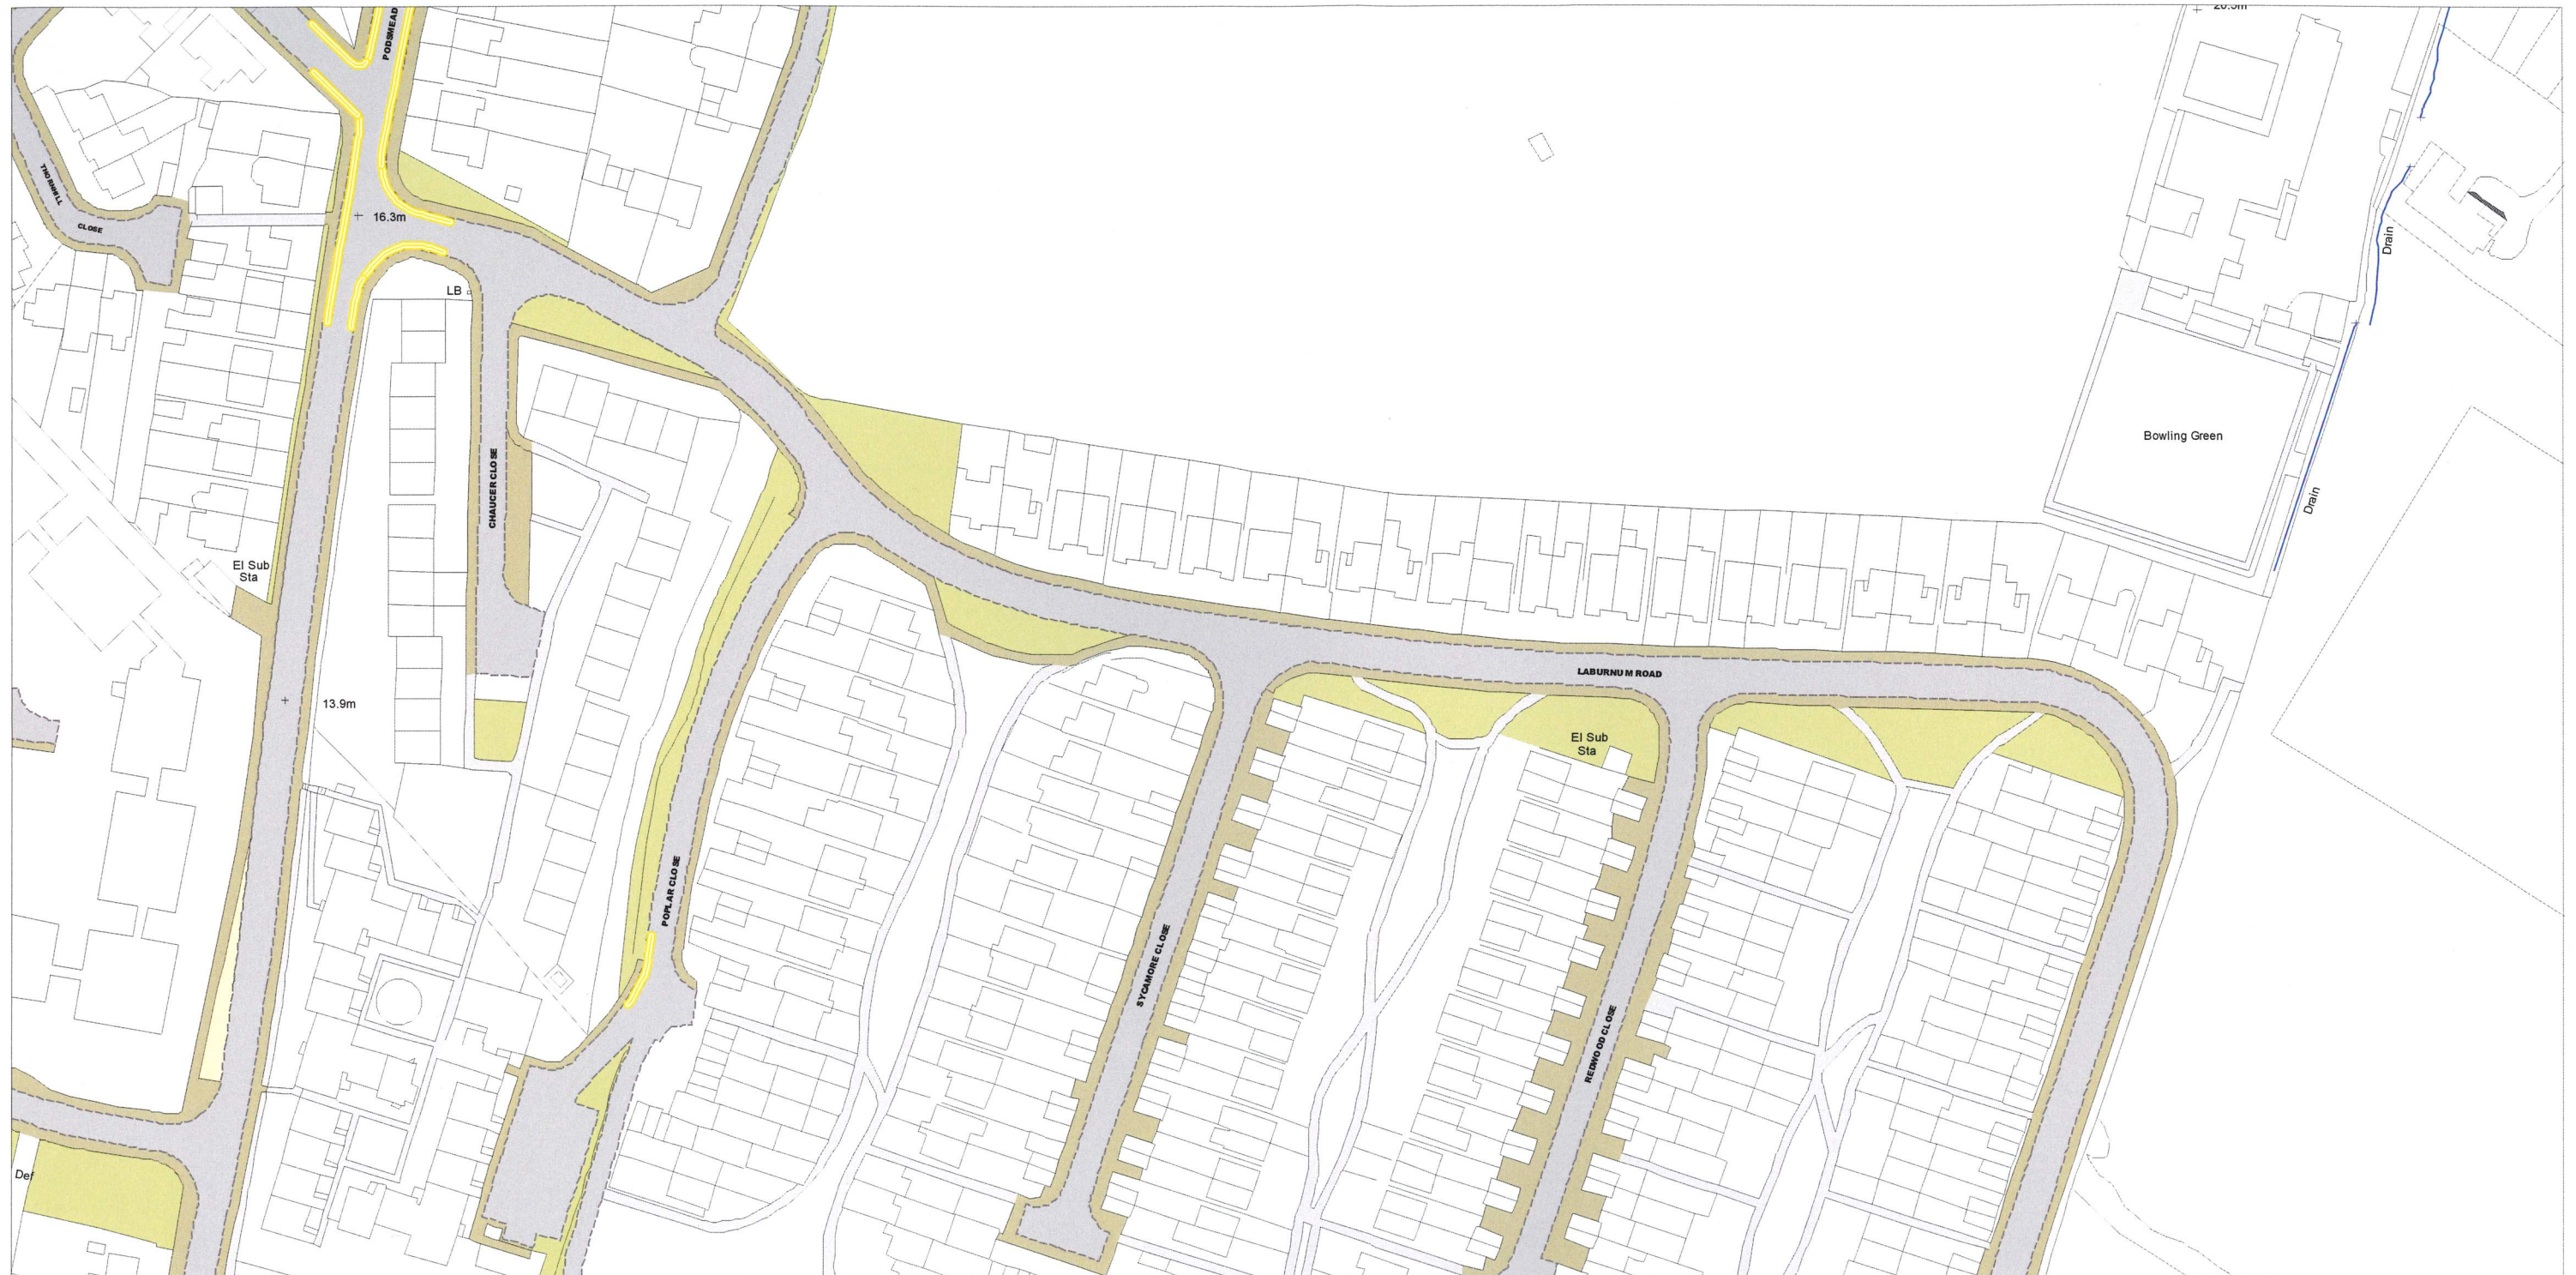 PODSMEAD
THORNHILL
CLOSE
16.3m
LB
CHAUCER CLOSE
El Sub
Sta
13.9m
POPLAR CLOSE
SYCAMORE CLOSE
LABURNUM ROAD
El Sub
Sta
REDWOOD CLOSE
Bowling Green
Drain
Drain
Def